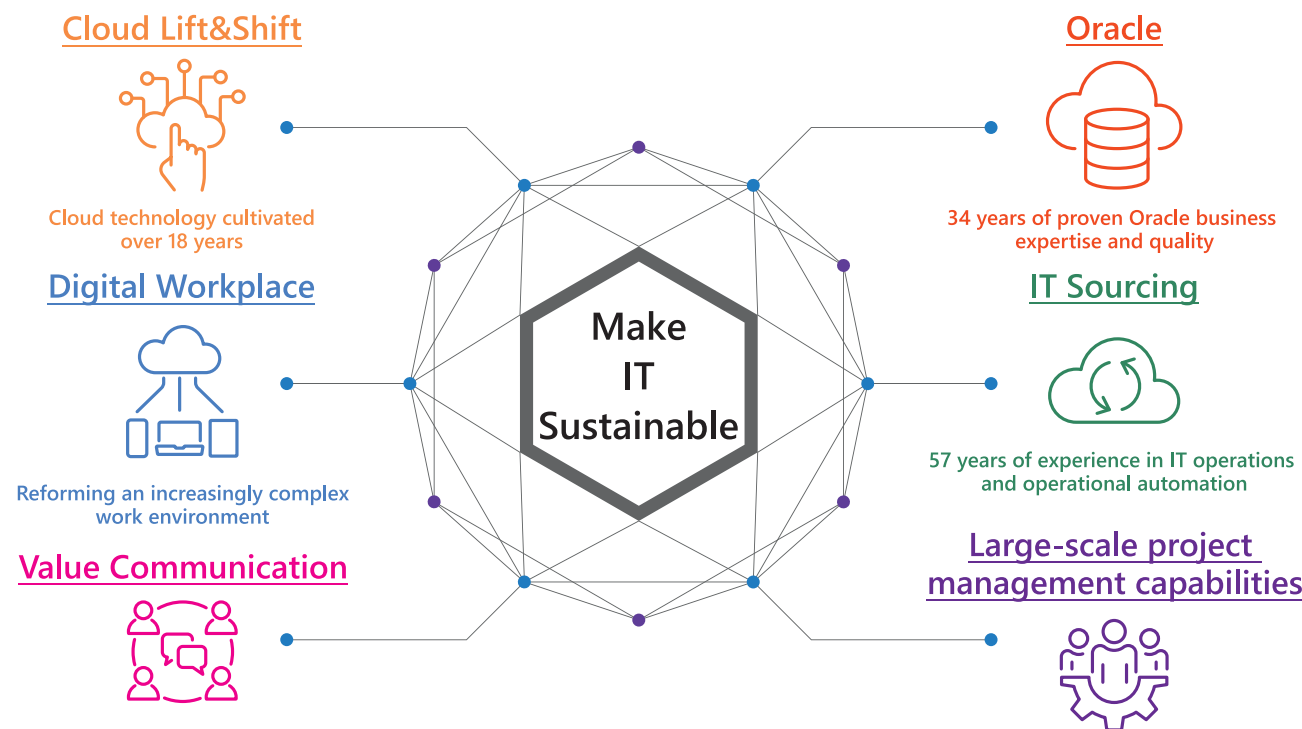 Cloud Lift&Shift
Cloud technology cultivated
over 18 years
Digital Workplace
Reforming an increasingly complex
work environment
Value Communication
Make
IT
Sustainable
Oracle
34 years of proven Oracle business
expertise and quality
IT Sourcing
57 years of experience in IT operations
and operational automation
Large-scale project
management capabilities